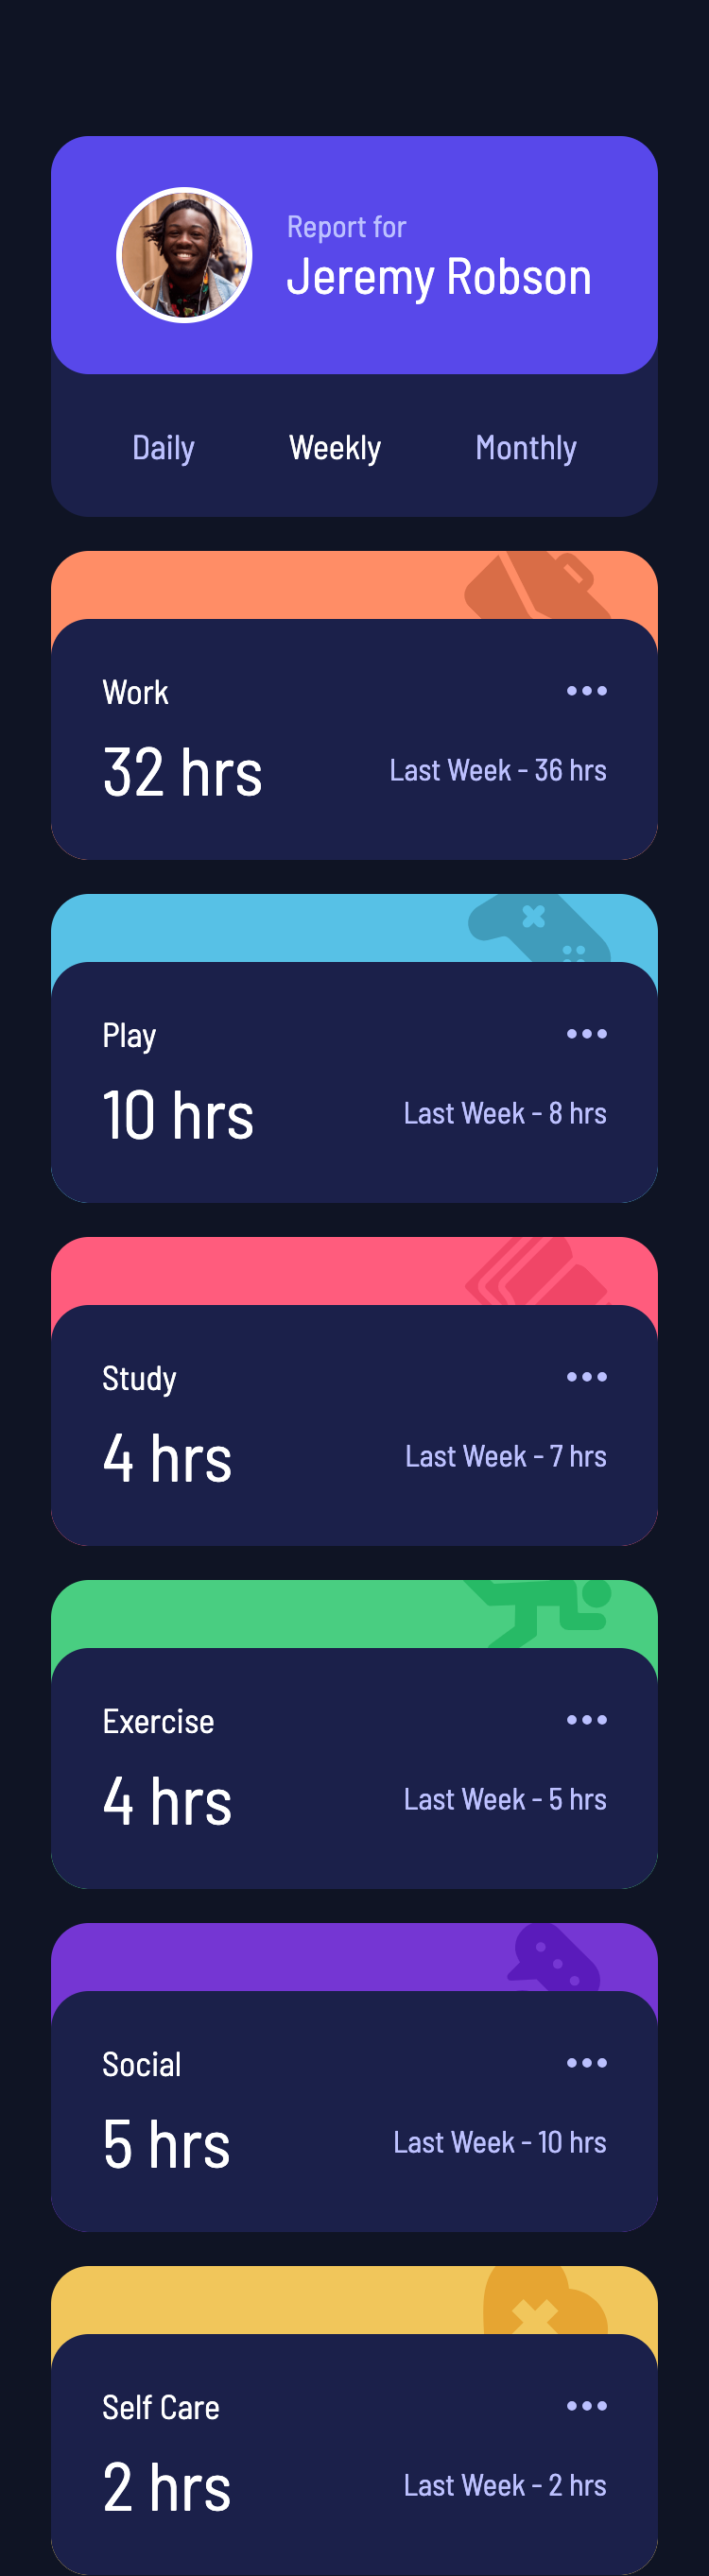 Report for
Jeremy Robson
Daily Weekly Monthly
Work
32 hrs Last Week - 36 hrs
Play
10 hrs Last Week - 8 hrs
Study
4 hrs Last Week - 7 hrs
Exercise
4 hrs Last Week - 5 hrs
Social
5 hrs Last Week - 10 hrs
Self Care
2 hrs Last Week - 2 hrs